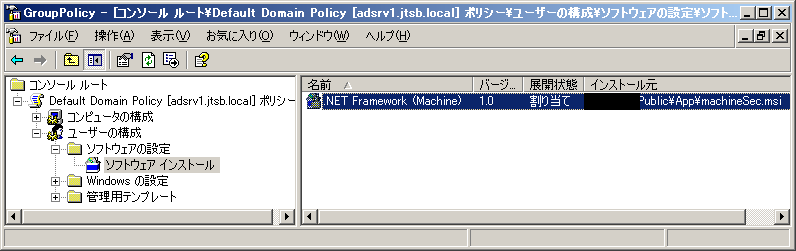 GroupPolicy - [コンソール ルート¥Default Domain Policy [adsrv1.jtsb.local] ポリシー¥ユーザーの構成¥ソフトウェアの設定¥ソフト...
ファイル(F) 操作(A) 表示(V) お気に入り(O) ウィンドウ(W) ヘルプ(H)
コンソール ルート
Default Domain Policy [adsrv1.jtsb.local] ポリシー
コンピュータの構成
ユーザーの構成
ソフトウェアの設定
ソフトウェア インストール
Windows の設定
管理用テンプレート
名前 バージ... 展開状態 インストール元
.NET Framework (Machine) 1.0 割り当て Public¥App¥machineSec.msi